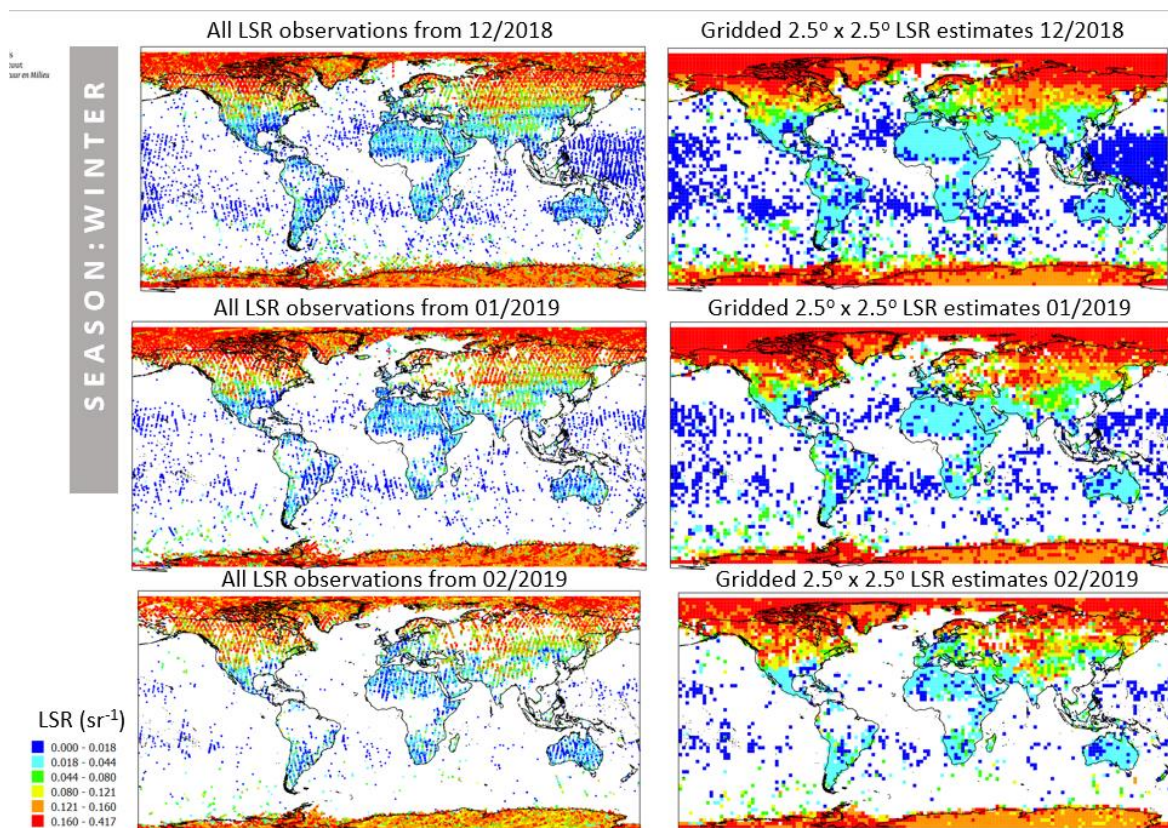 All LSR observations from 12/2018
Gridded 2.5° x 2.5° LSR estimates 12/2018
uur en Milieu
SEASON: WINTER
All LSR observations from 01/2019
Gridded 2.5° x 2.5° LSR estimates 01/2019
All LSR observations from 02/2019
Gridded 2.5° x 2.5° LSR estimates 02/2019
LSR (sr⁻¹)
0.000 - 0.018
0.018 - 0.044
0.044 - 0.080
0.080 - 0.121
0.121 - 0.160
0.160 - 0.417